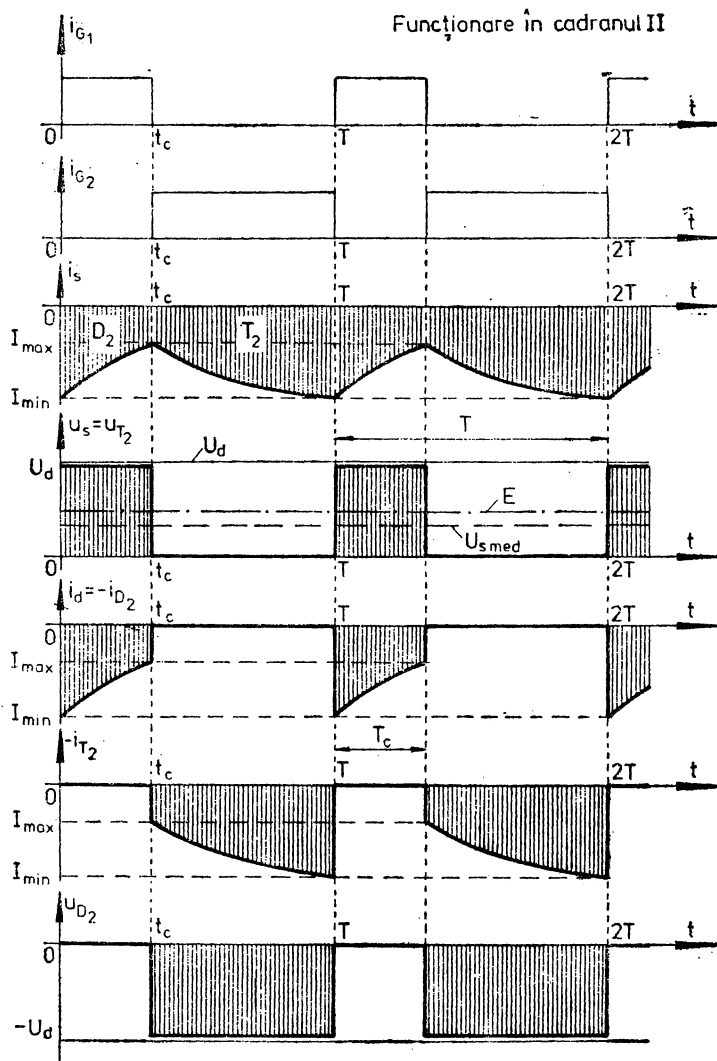 Funcționare în cadranul II
i_G1
0 t_c T 2T t
i_G2
0 t_c T 2T t
i_s
0 t_c T 2T t
D_2 T_2
I_max
I_min
u_s=u_T2
T
U_d
U_d
E
U_s med
0 t_c T 2T t
i_d=-i_D2
0 t_c T 2T t
I_max
I_min
T_c
-i_T2
0 t_c T 2T t
I_max
I_min
u_D2
0 t_c T 2T t
-U_d